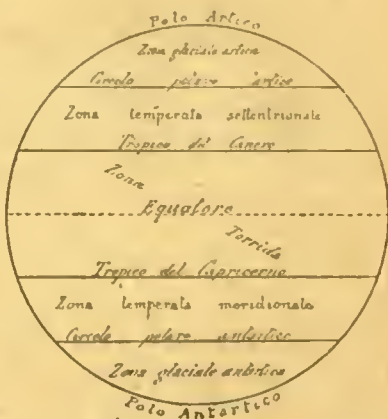 Polo Artico
Zona glaciale artica
Circolo polare artico
Zona temperata settentrionale
Tropico del Cancro
Zona
Equatore
Torrida
Tropico del Capricorno
Zona temperata meridionale
Circolo polare antartico
Zona glaciale antartica
Polo Antartico